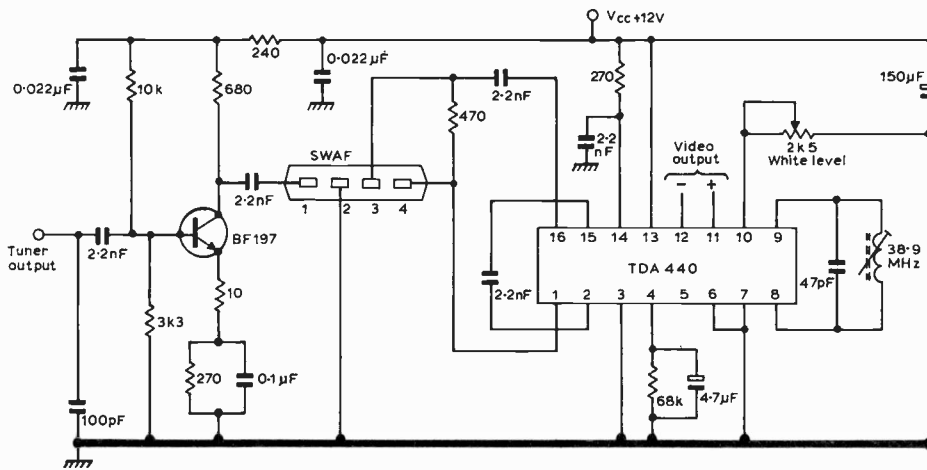 Vcc+12V
240
0·022µF
0·022µF
10k
680
2·2nF
470
270
2·2
nF
150µF
2k5
White level
SWAF
1 2 3 4
2·2nF
BF197
Tuner
output
2·2nF
Video
output
− +
16 15 14 13 12 11 10 9
TDA 440
1 2 3 4 5 6 7 8
2·2nF
47pF
38·9
MHz
10
3k3
270
0·1µF
100pF
68k
4·7µF